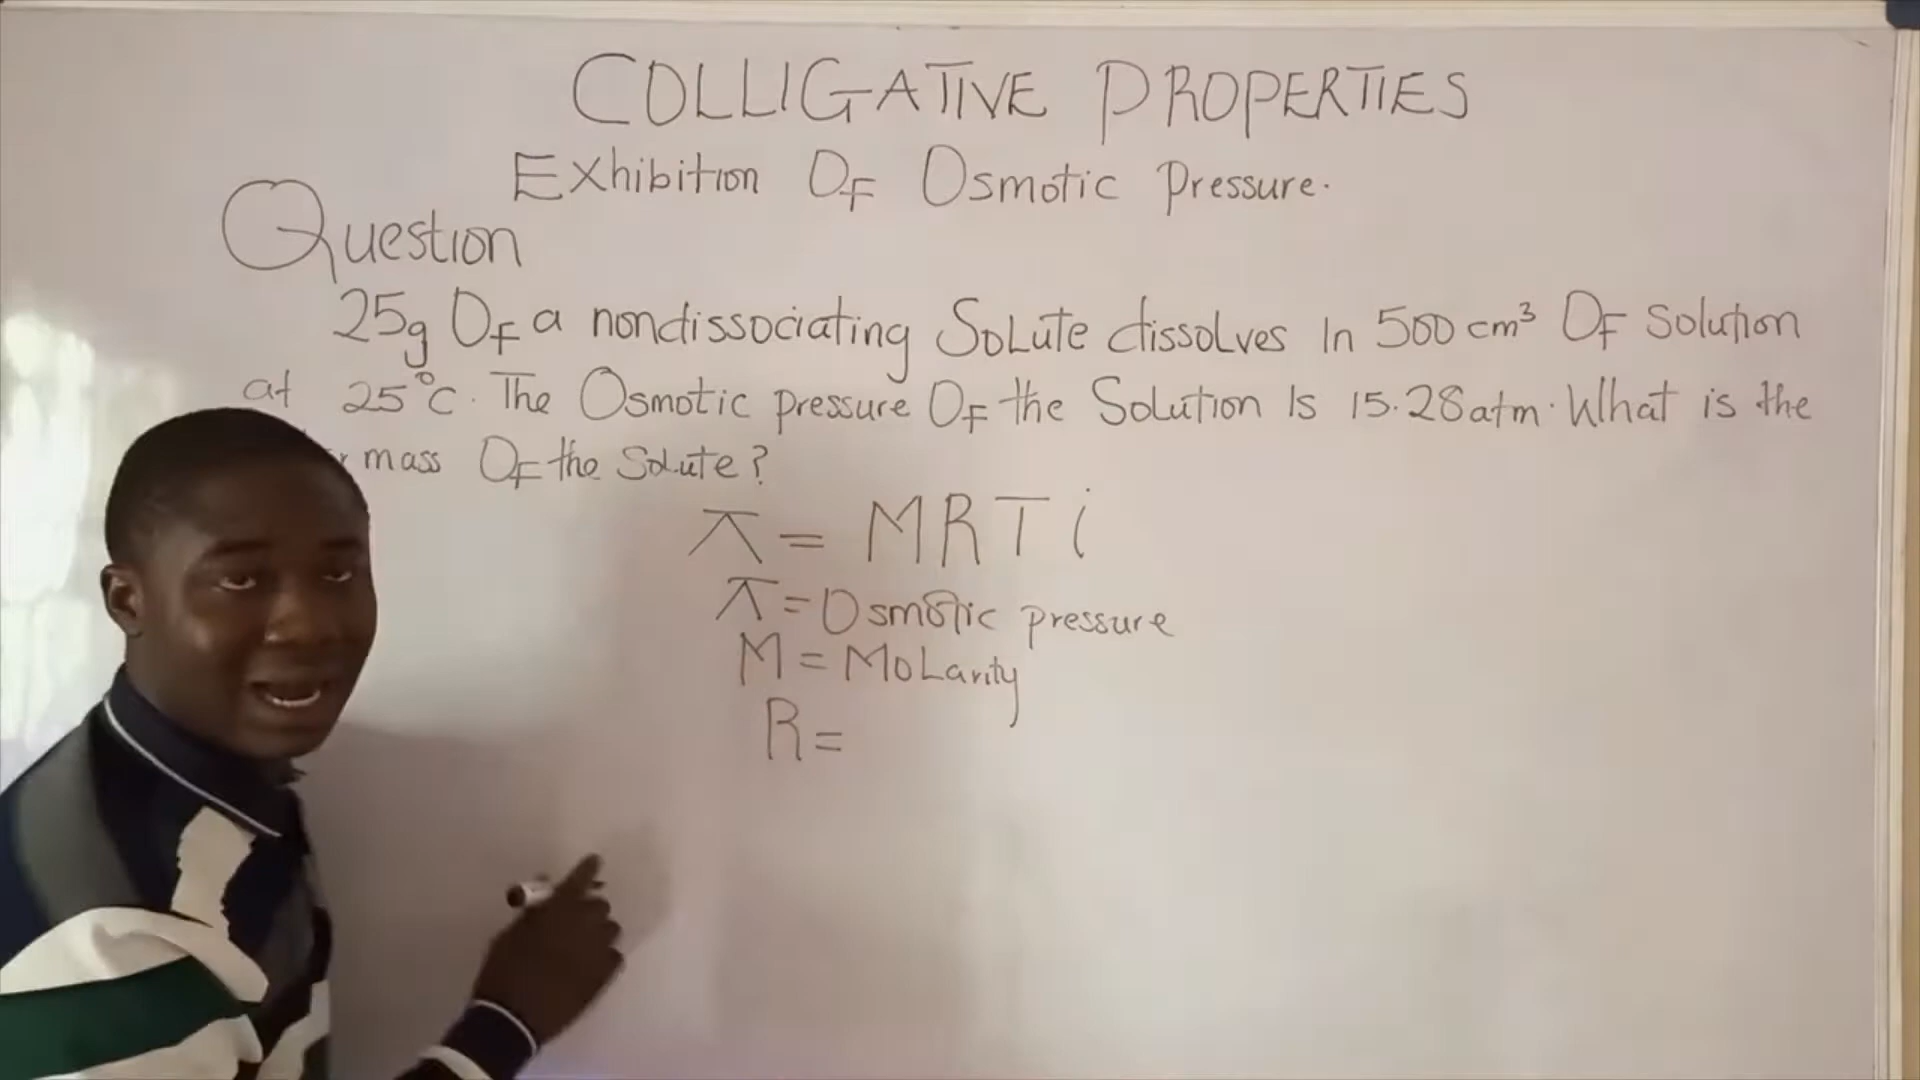 COLLIGATIVE PROPERTIES
Exhibition Of Osmotic Pressure.
Question
25g Of a nondissociating Solute dissolves In 500 cm³ Of Solution
at 25°C. The Osmotic pressure Of the Solution Is 15.28 atm. What is the
mass Of the Solute?
π = MRTi
π = Osmotic pressure
M = Molarity
R =